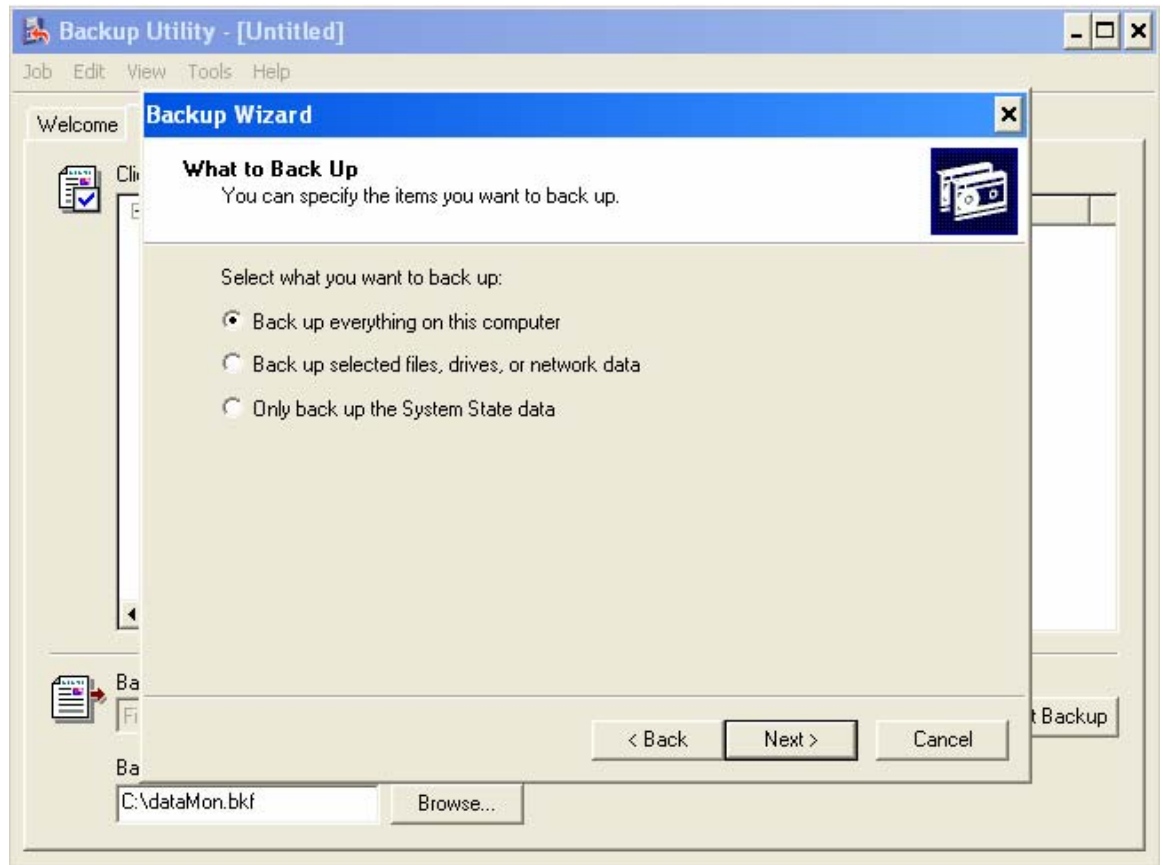 Backup Utility - [Untitled]
Job Edit View Tools Help
Welcome
Backup Wizard
What to Back Up
You can specify the items you want to back up.
Select what you want to back up:
Back up everything on this computer
Back up selected files, drives, or network data
Only back up the System State data
< Back Next > Cancel
t Backup
Ba
C:\dataMon.bkf Browse...